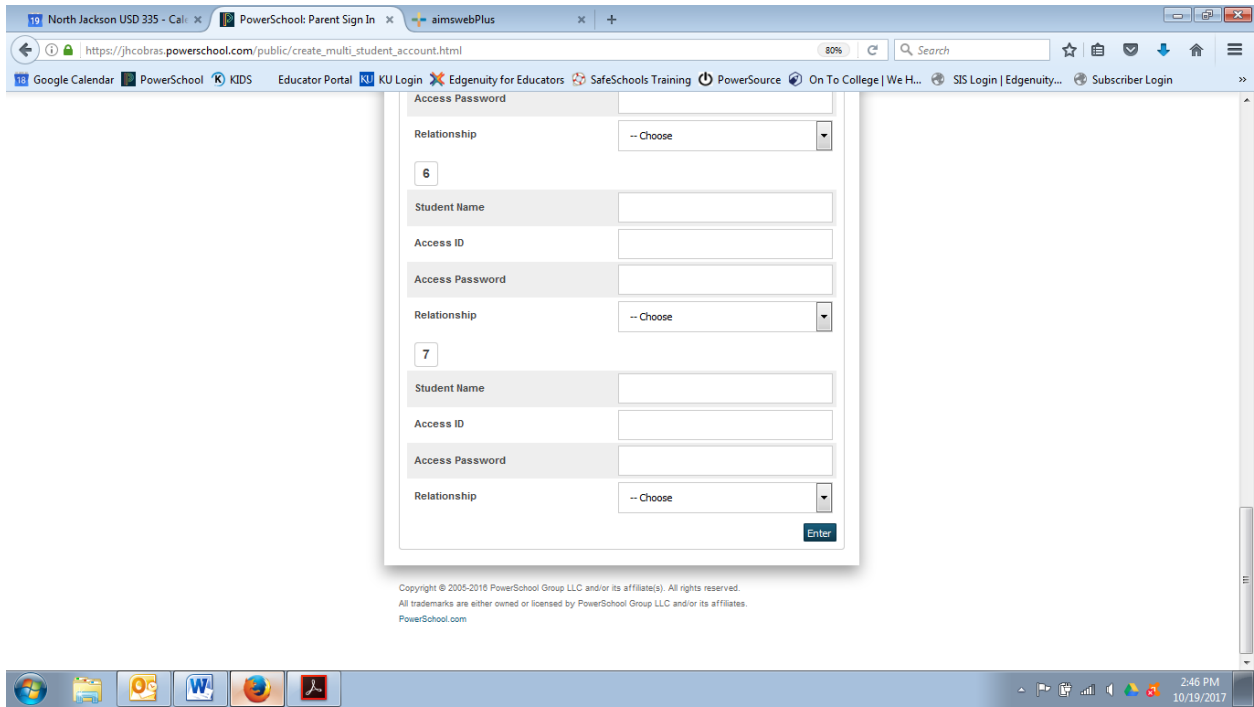 19 North Jackson USD 335 - Cale × PowerSchool: Parent Sign In × aimswebPlus × +
https://jhcobras.powerschool.com/public/create_multi_student_account.html 80% Search
18 Google Calendar PowerSchool K KIDS Educator Portal KU KU Login Edgenuity for Educators SafeSchools Training PowerSource On To College | We H... SIS Login | Edgenuity... Subscriber Login »
Access Password
Relationship -- Choose
6
Student Name
Access ID
Access Password
Relationship -- Choose
7
Student Name
Access ID
Access Password
Relationship -- Choose
Enter
Copyright © 2005-2016 PowerSchool Group LLC and/or its affiliate(s). All rights reserved.
All trademarks are either owned or licensed by PowerSchool Group LLC and/or its affiliates.
PowerSchool.com
2:46 PM
10/19/2017